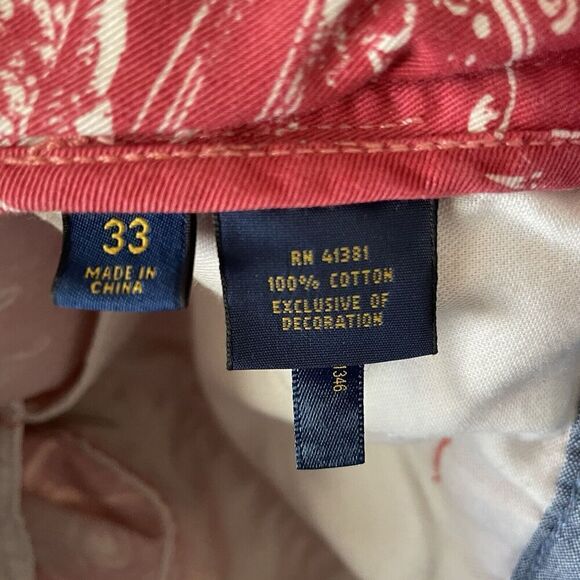 33
MADE IN
CHINA
RN 41381
100% COTTON
EXCLUSIVE OF
DECORATION
1346